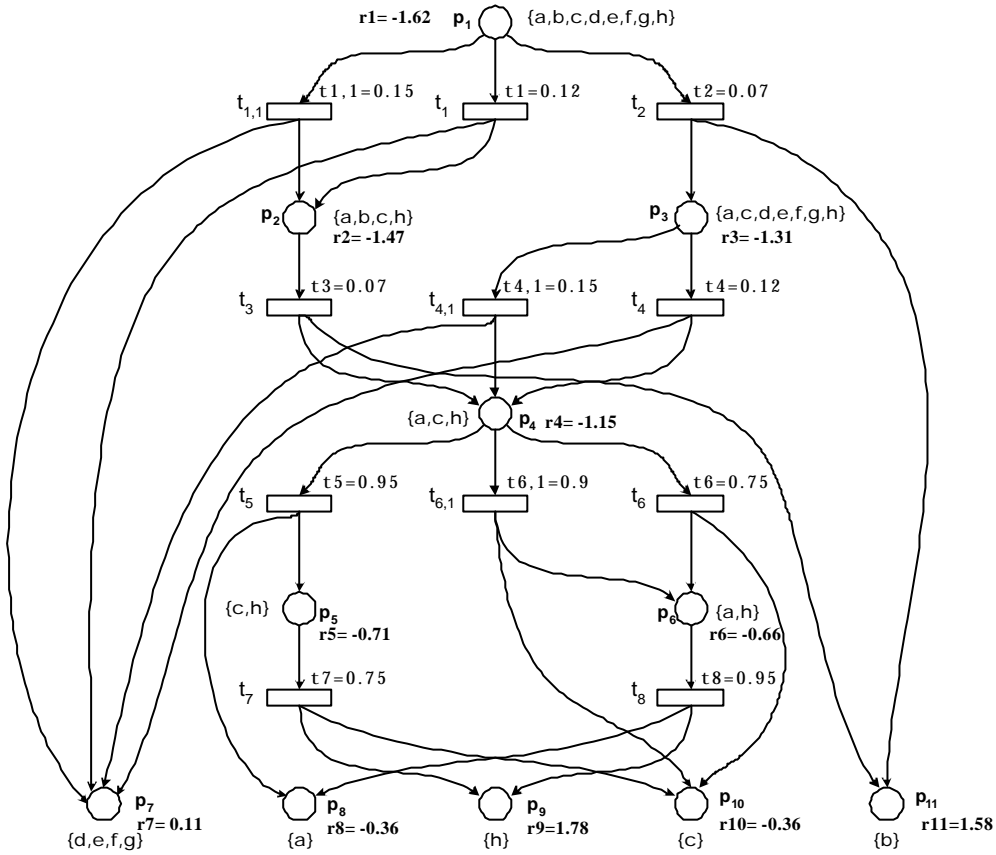 r1= -1.62 p1 {a,b,c,d,e,f,g,h}
t1,1 t1,1=0.15 t1 t1=0.12 t2 t2=0.07
p2 {a,b,c,h} p3 {a,c,d,e,f,g,h}
r2= -1.47 r3= -1.31
t3 t3=0.07 t4,1 t4,1=0.15 t4 t4=0.12
{a,c,h} p4 r4= -1.15
t5 t5=0.95 t6,1 t6,1=0.9 t6 t6=0.75
{c,h} p5 p6 {a,h}
r5= -0.71 r6= -0.66
t7 t7=0.75 t8 t8=0.95
p7 p8 p9 p10 p11
r7= 0.11 r8= -0.36 r9=1.78 r10= -0.36 r11=1.58
{d,e,f,g} {a} {h} {c} {b}